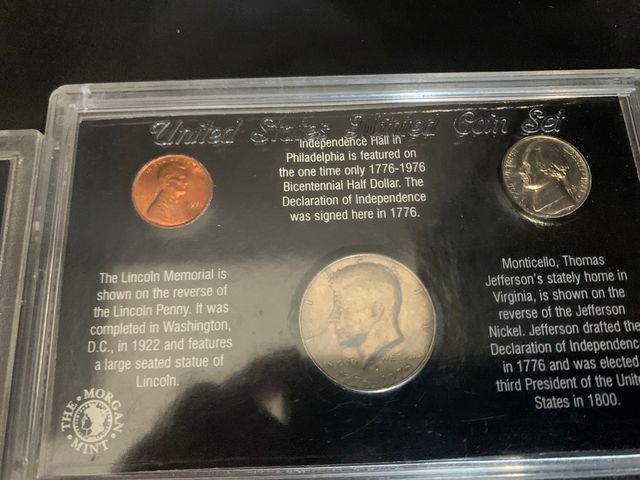 United States Minted Coin Set
"Independence Hall in
Philadelphia is featured on
the one time only 1776-1976
Bicentennial Half Dollar. The
Declaration of Independence
was signed here in 1776.
The Lincoln Memorial is
shown on the reverse of
the Lincoln Penny. It was
completed in Washington,
D.C., in 1922 and features
a large seated statue of
Lincoln.
Monticello, Thomas
Jefferson's stately home in
Virginia, is shown on the
reverse of the Jefferson
Nickel. Jefferson drafted the
Declaration of Independenc
in 1776 and was elected
third President of the Unit
States in 1800.
THE MORGAN
MINT